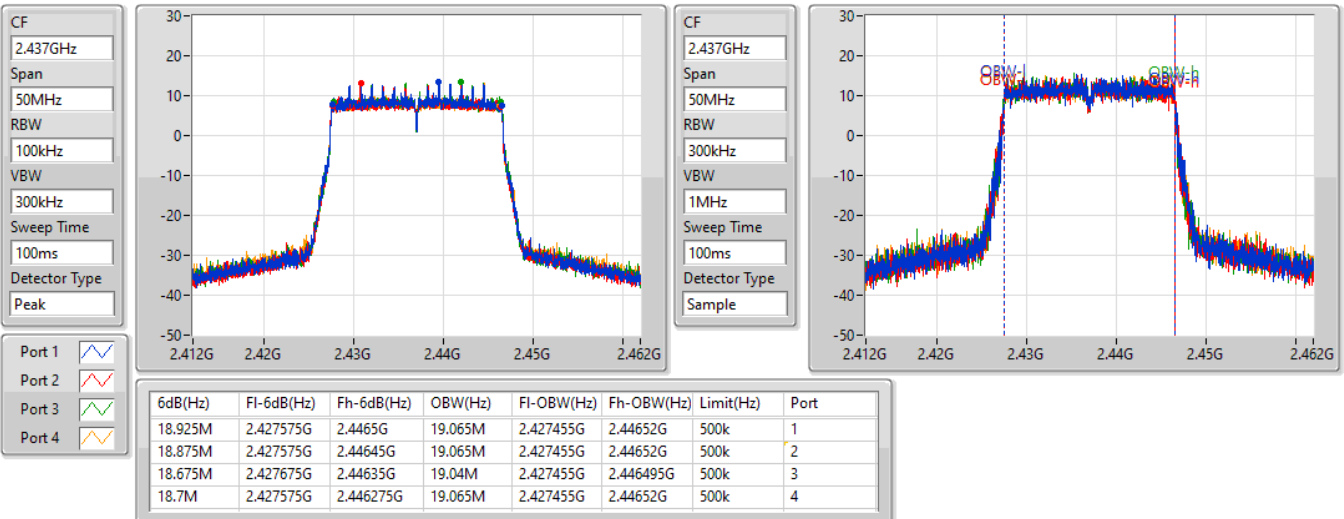 CF
2.437GHz
Span
50MHz
RBW
100kHz
VBW
300kHz
Sweep Time
100ms
Detector Type
Peak
Port 1
Port 2
Port 3
Port 4
30
20
10
0
-10
-20
-30
-40
-50
2.412G 2.42G 2.43G 2.44G 2.45G 2.462G
CF
2.437GHz
Span
50MHz
RBW
300kHz
VBW
1MHz
Sweep Time
100ms
Detector Type
Sample
30
20
10
0
-10
-20
-30
-40
-50
OBW-l OBW-h
2.412G 2.42G 2.43G 2.44G 2.45G 2.462G
6dB(Hz) Fl-6dB(Hz) Fh-6dB(Hz) OBW(Hz) Fl-OBW(Hz) Fh-OBW(Hz) Limit(Hz) Port
18.925M 2.427575G 2.4465G 19.065M 2.427455G 2.44652G 500k 1
18.875M 2.427575G 2.44645G 19.065M 2.427455G 2.44652G 500k 2
18.675M 2.427675G 2.44635G 19.04M 2.427455G 2.446495G 500k 3
18.7M 2.427575G 2.446275G 19.065M 2.427455G 2.44652G 500k 4